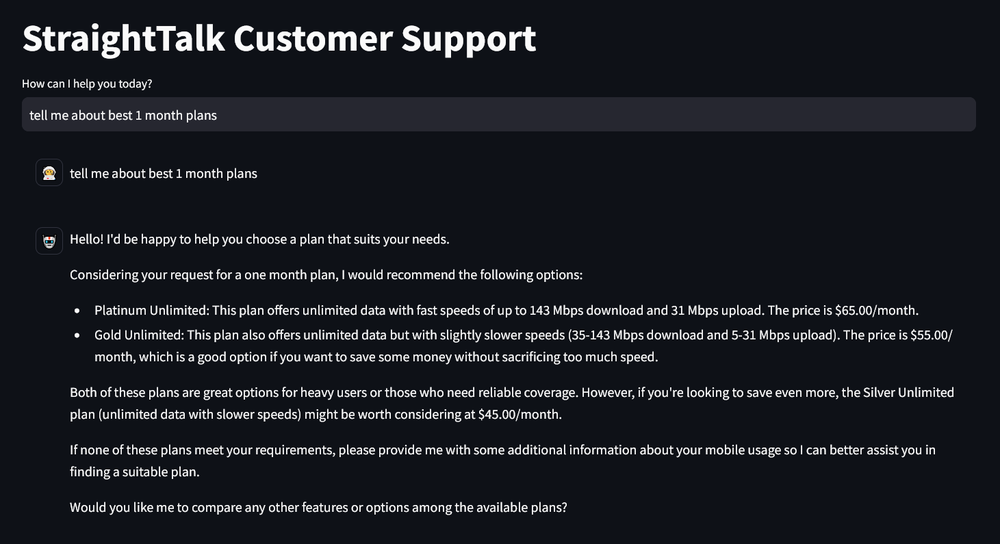 StraightTalk Customer Support
How can I help you today?
tell me about best 1 month plans
tell me about best 1 month plans
Hello! I'd be happy to help you choose a plan that suits your needs.
Considering your request for a one month plan, I would recommend the following options:
• Platinum Unlimited: This plan offers unlimited data with fast speeds of up to 143 Mbps download and 31 Mbps upload. The price is $65.00/month.
• Gold Unlimited: This plan also offers unlimited data but with slightly slower speeds (35-143 Mbps download and 5-31 Mbps upload). The price is $55.00/
month, which is a good option if you want to save some money without sacrificing too much speed.
Both of these plans are great options for heavy users or those who need reliable coverage. However, if you're looking to save even more, the Silver Unlimited
plan (unlimited data with slower speeds) might be worth considering at $45.00/month.
If none of these plans meet your requirements, please provide me with some additional information about your mobile usage so I can better assist you in
finding a suitable plan.
Would you like me to compare any other features or options among the available plans?